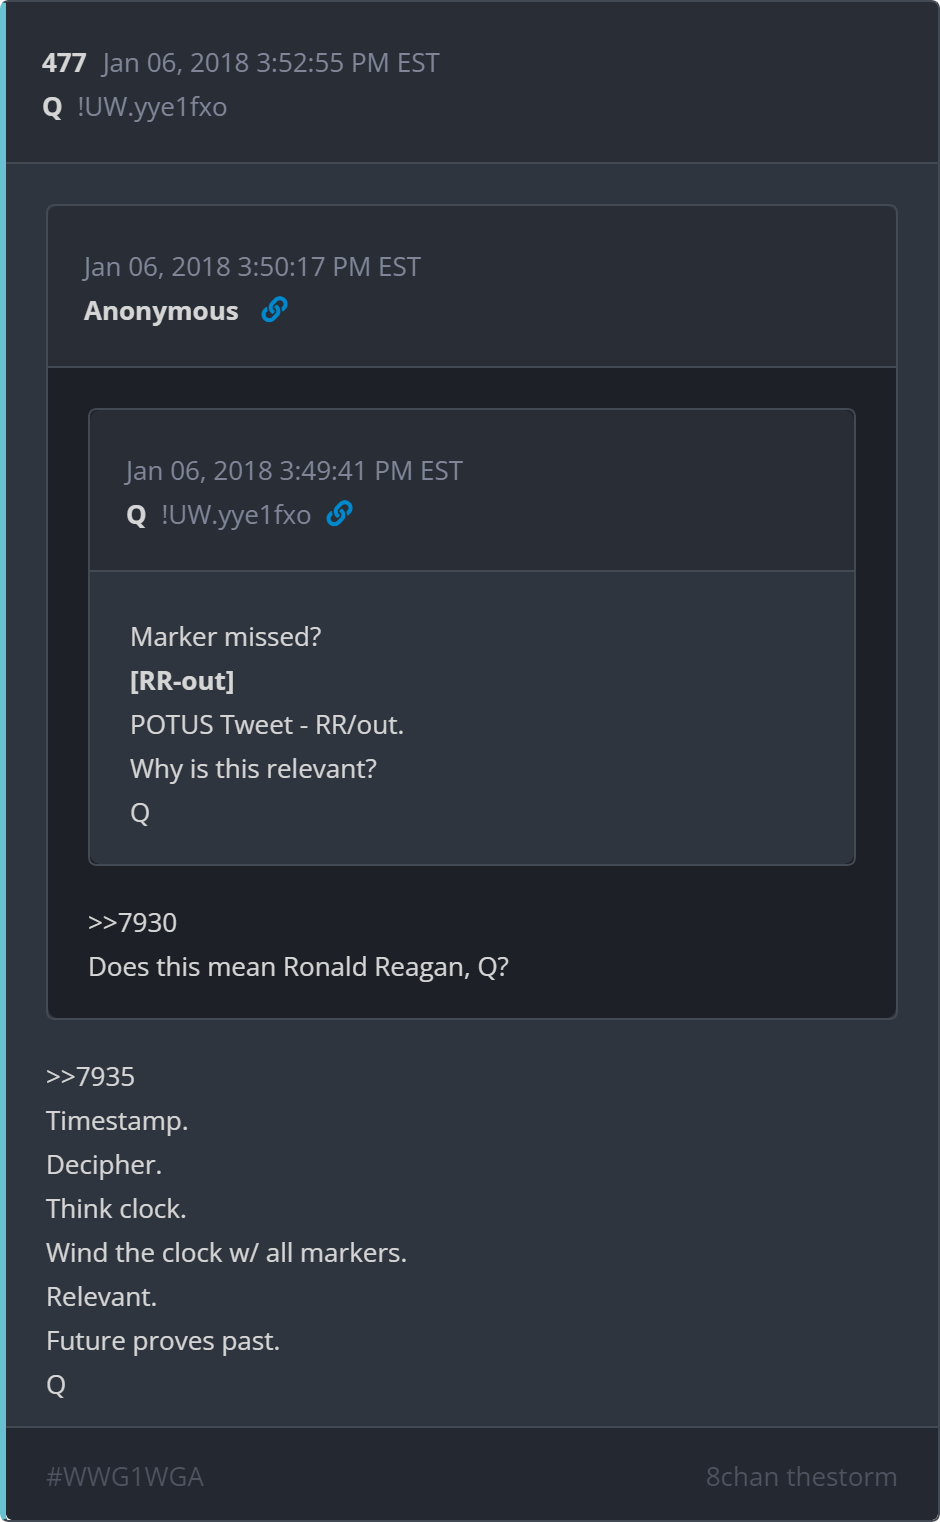 477 Jan 06, 2018 3:52:55 PM EST
Q !UW.yye1fxo
Jan 06, 2018 3:50:17 PM EST
Anonymous
Jan 06, 2018 3:49:41 PM EST
Q !UW.yye1fxo
Marker missed?
[RR-out]
POTUS Tweet - RR/out.
Why is this relevant?
Q
>>7930
Does this mean Ronald Reagan, Q?
>>7935
Timestamp.
Decipher.
Think clock.
Wind the clock w/ all markers.
Relevant.
Future proves past.
Q
#WWG1WGA 8chan thestorm